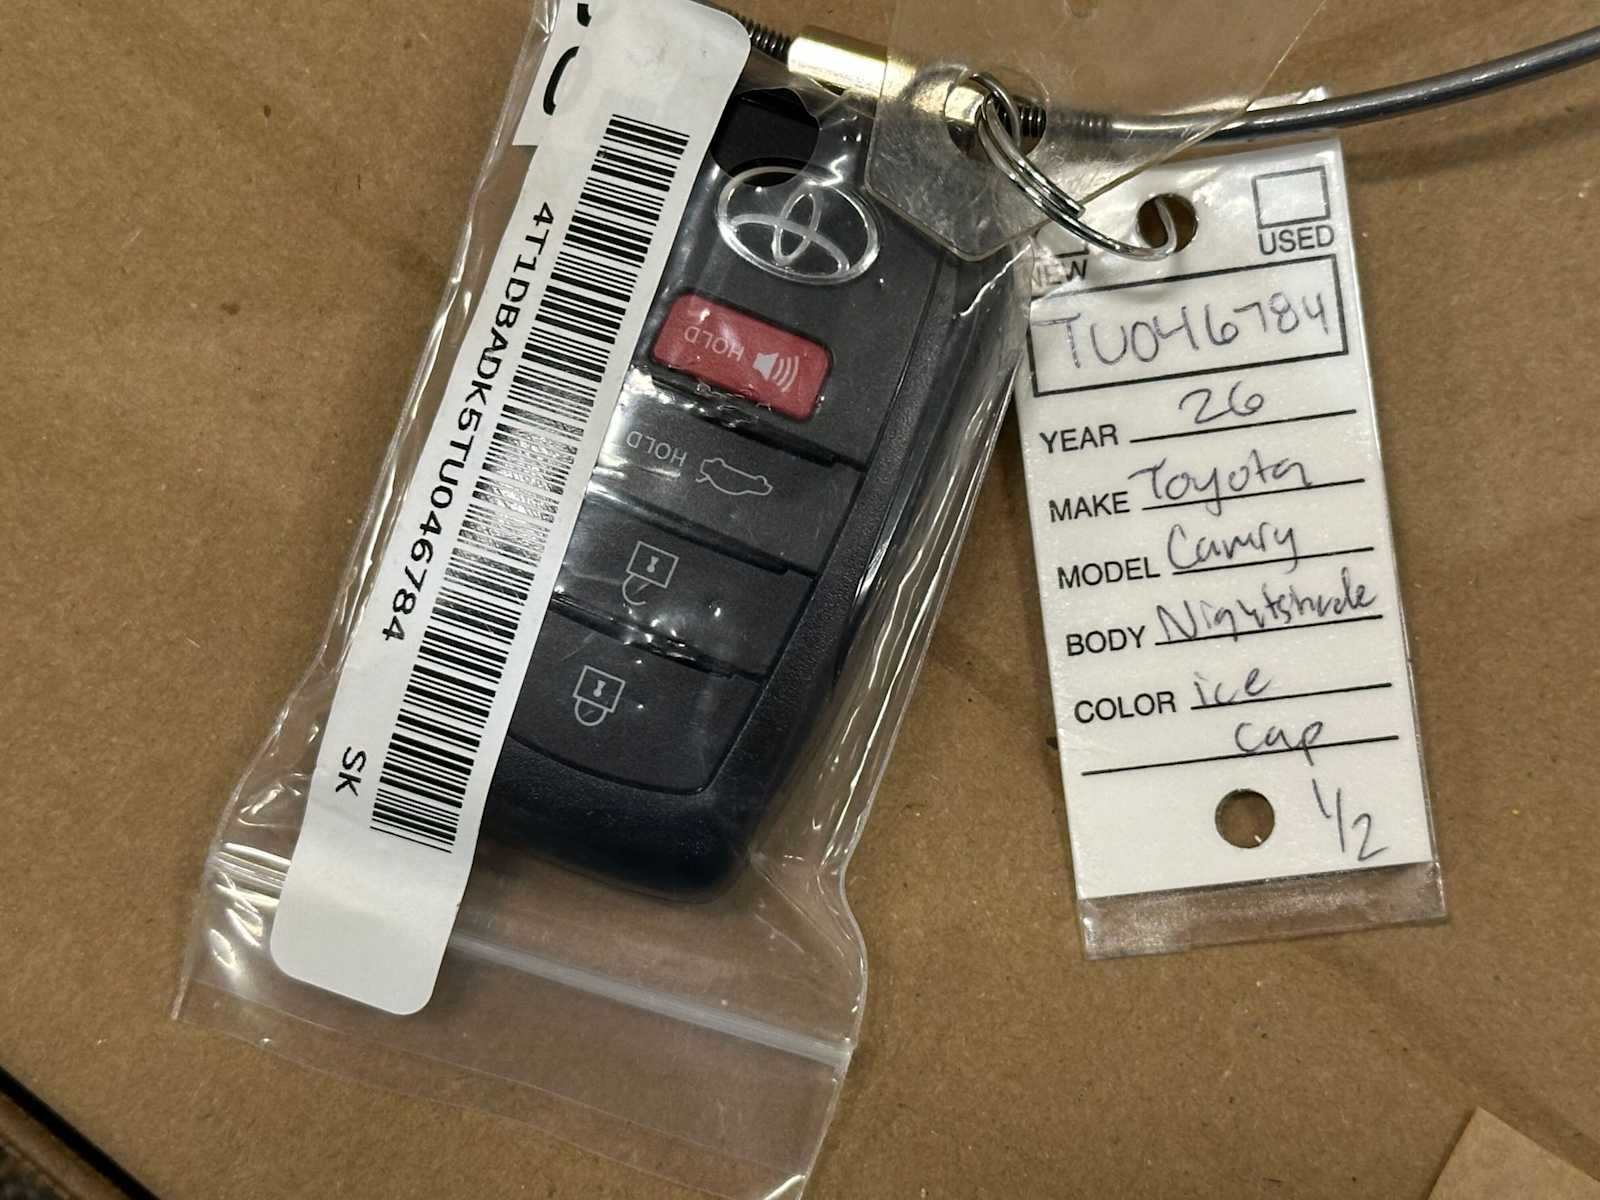 4T1DBADK5TU046784
SK
HOLD
HOLD
NEW
USED
TU046784
YEAR 26
MAKE Toyota
MODEL Camry
BODY Nightshade
COLOR ice
cap
1/2